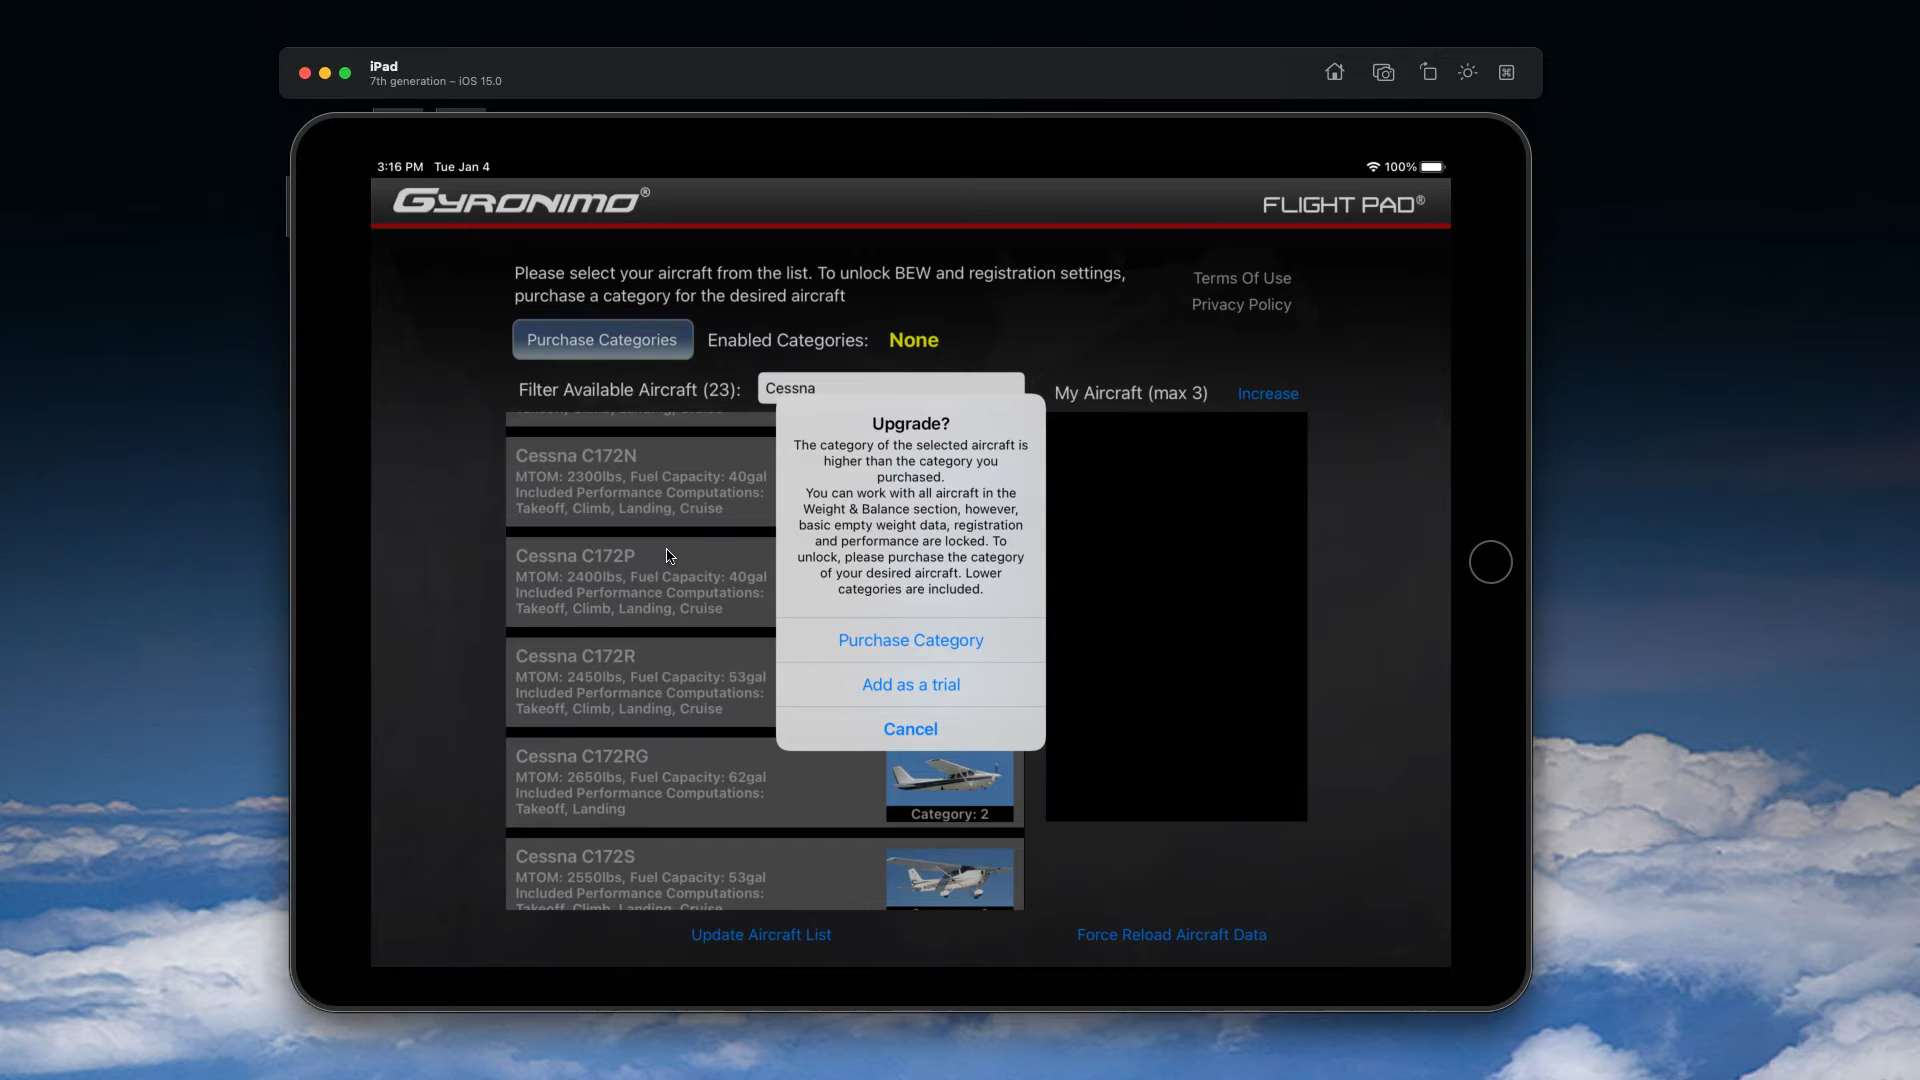 iPad
7th generation – iOS 15.0
3:16 PM Tue Jan 4
100%
GYRONIMO®
FLIGHT PAD®
Please select your aircraft from the list. To unlock BEW and registration settings,
purchase a category for the desired aircraft
Terms Of Use
Privacy Policy
Purchase Categories
Enabled Categories: None
Filter Available Aircraft (23):
Cessna
My Aircraft (max 3)
Increase
Takeoff, Climb, Landing, Cruise
Cessna C172N
MTOM: 2300lbs, Fuel Capacity: 40gal
Included Performance Computations:
Takeoff, Climb, Landing, Cruise
Cessna C172P
MTOM: 2400lbs, Fuel Capacity: 40gal
Included Performance Computations:
Takeoff, Climb, Landing, Cruise
Cessna C172R
MTOM: 2450lbs, Fuel Capacity: 53gal
Included Performance Computations:
Takeoff, Climb, Landing, Cruise
Cessna C172RG
MTOM: 2650lbs, Fuel Capacity: 62gal
Included Performance Computations:
Takeoff, Landing
Category: 2
Cessna C172S
MTOM: 2550lbs, Fuel Capacity: 53gal
Included Performance Computations:
Takeoff, Climb, Landing, Cruise
Upgrade?
The category of the selected aircraft is
higher than the category you
purchased.
You can work with all aircraft in the
Weight & Balance section, however,
basic empty weight data, registration
and performance are locked. To
unlock, please purchase the category
of your desired aircraft. Lower
categories are included.
Purchase Category
Add as a trial
Cancel
Update Aircraft List
Force Reload Aircraft Data